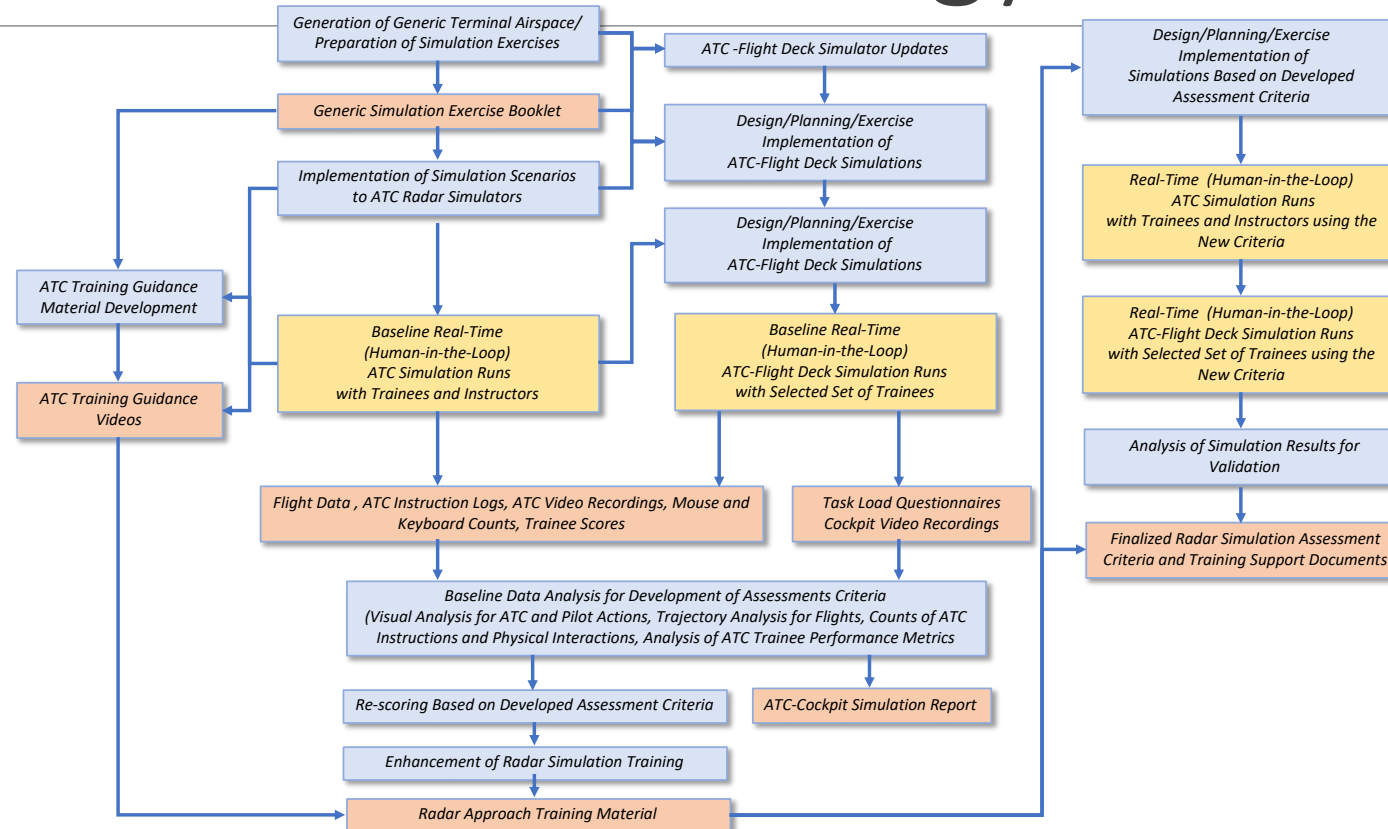 Generation of Generic Terminal Airspace/
Preparation of Simulation Exercises
Generic Simulation Exercise Booklet
Implementation of Simulation Scenarios
to ATC Radar Simulators
ATC Training Guidance
Material Development
ATC Training Guidance
Videos
Baseline Real-Time
(Human-in-the-Loop)
ATC Simulation Runs
with Trainees and Instructors
ATC -Flight Deck Simulator Updates
Design/Planning/Exercise
Implementation of
ATC-Flight Deck Simulations
Design/Planning/Exercise
Implementation of
ATC-Flight Deck Simulations
Baseline Real-Time
(Human-in-the-Loop)
ATC-Flight Deck Simulation Runs
with Selected Set of Trainees
Flight Data , ATC Instruction Logs, ATC Video Recordings, Mouse and
Keyboard Counts, Trainee Scores
Task Load Questionnaires
Cockpit Video Recordings
Baseline Data Analysis for Development of Assessments Criteria
(Visual Analysis for ATC and Pilot Actions, Trajectory Analysis for Flights, Counts of ATC
Instructions and Physical Interactions, Analysis of ATC Trainee Performance Metrics
Re-scoring Based on Developed Assessment Criteria
ATC-Cockpit Simulation Report
Enhancement of Radar Simulation Training
Radar Approach Training Material
Design/Planning/Exercise
Implementation of
Simulations Based on Developed
Assessment Criteria
Real-Time (Human-in-the-Loop)
ATC Simulation Runs
with Trainees and Instructors using the
New Criteria
Real-Time (Human-in-the-Loop)
ATC-Flight Deck Simulation Runs
with Selected Set of Trainees using the
New Criteria
Analysis of Simulation Results for
Validation
Finalized Radar Simulation Assessment
Criteria and Training Support Documents